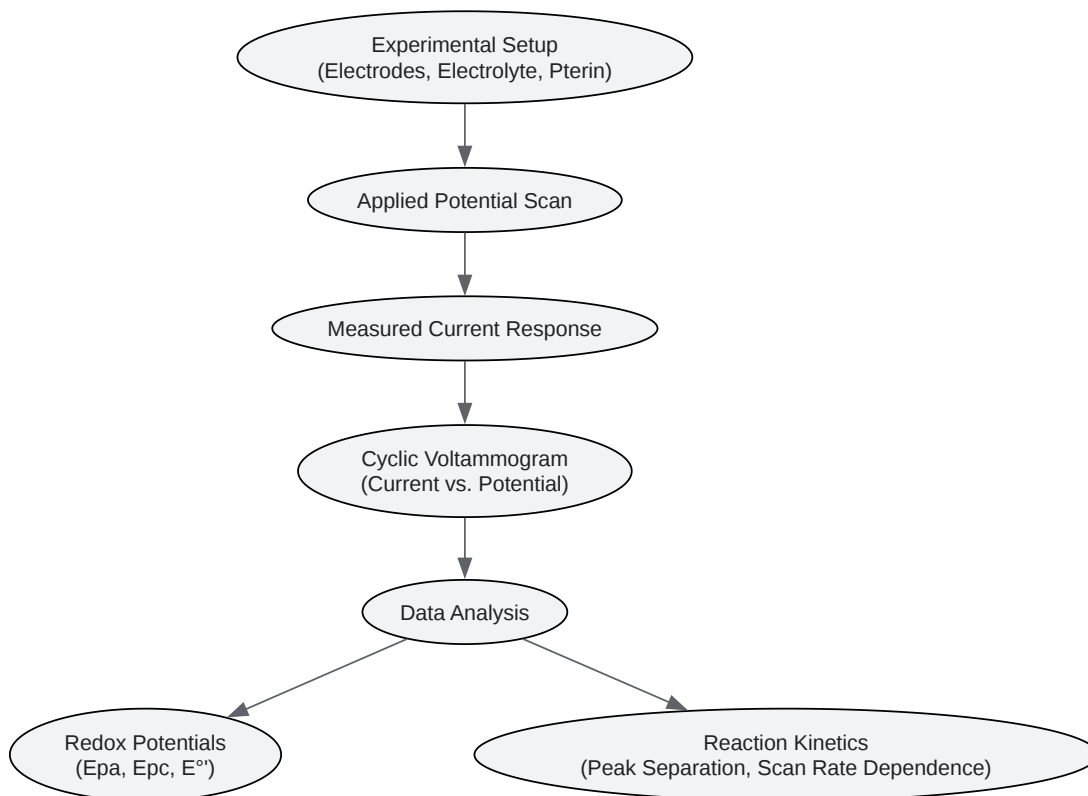 Experimental Setup
(Electrodes, Electrolyte, Pterin)
Applied Potential Scan
Measured Current Response
Cyclic Voltammogram
(Current vs. Potential)
Data Analysis
Redox Potentials
(Epa, Epc, E°')
Reaction Kinetics
(Peak Separation, Scan Rate Dependence)